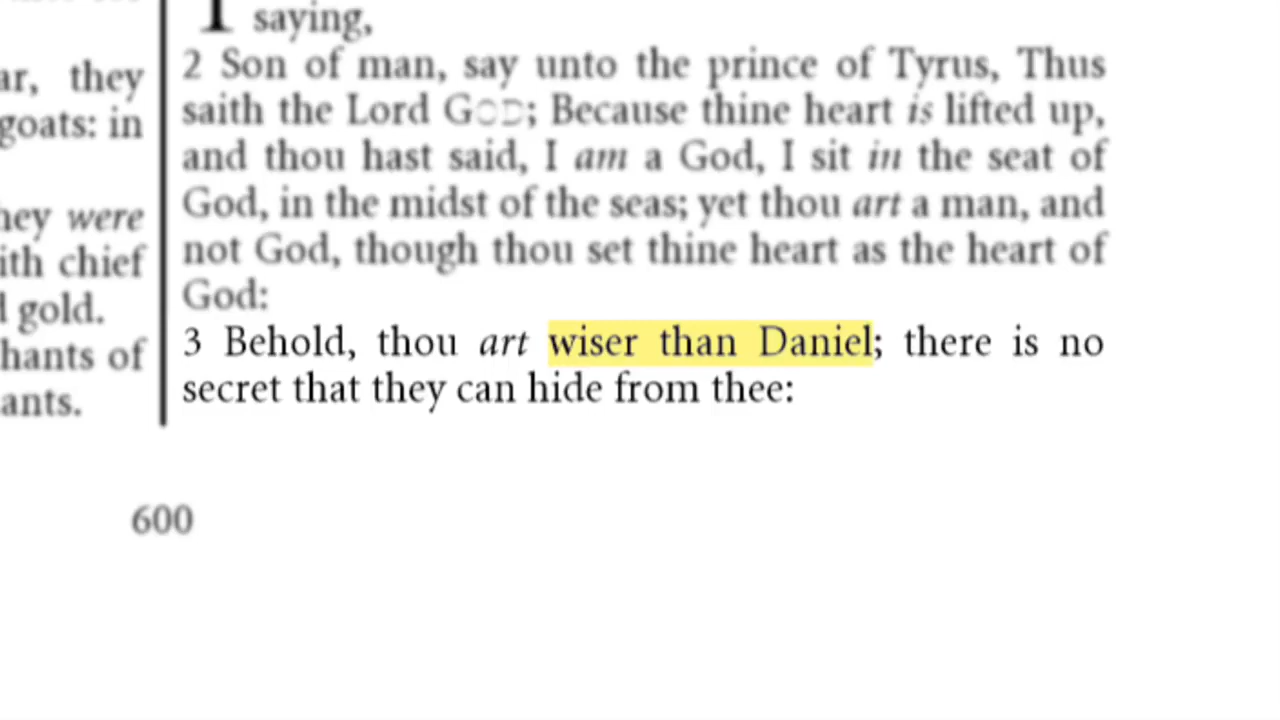 ar, they
goats: in
hey were
ith chief
d gold.
hants of
ants.
saying,
2 Son of man, say unto the prince of Tyrus, Thus
saith the Lord GOD; Because thine heart is lifted up,
and thou hast said, I am a God, I sit in the seat of
God, in the midst of the seas; yet thou art a man, and
not God, though thou set thine heart as the heart of
God:
3 Behold, thou art wiser than Daniel; there is no
secret that they can hide from thee:
600